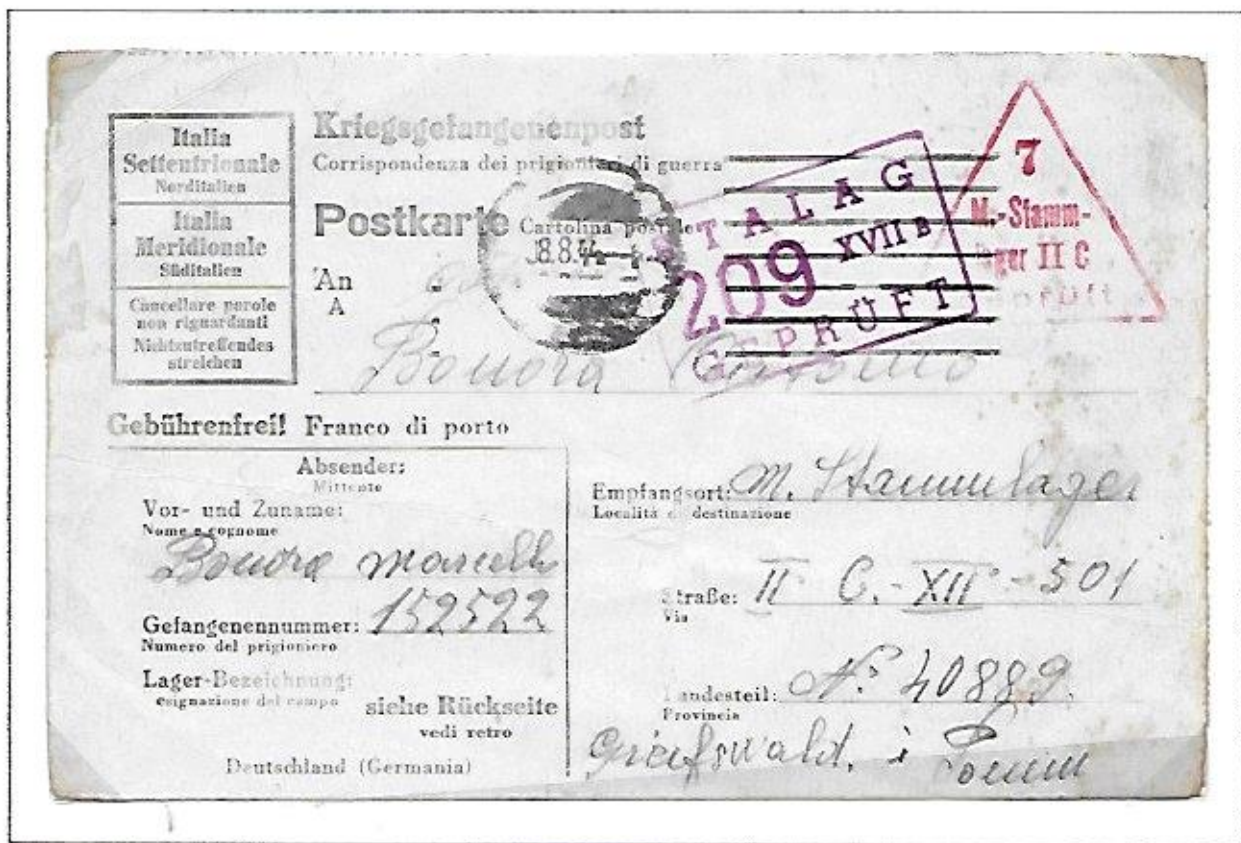 Italia
Settentrionale
Norditalien
Italia
Meridionale
Süditalien
Cancellare parole
non riguardanti
Nichtzutreffendes
streichen
Kriegsgefangenenpost
Corrispondenza dei prigionieri di guerra
Postkarte Cartolina postale
An
A
8.8.44
STALAG
209 XVII B
GEPRÜFT
7
M.-Stamm-
lager II C
geprüft
Bonora
Gebührenfrei! Franco di porto
Absender:
Mittente
Vor- und Zuname:
Nome e cognome
Bonora Marcello
Gefangenennummer: 152522
Numero del prigioniero
Lager-Bezeichnung:
esignazione del campo
siehe Rückseite
vedi retro
Deutschland (Germania)
Empfangsort: M. Stammlager
Località di destinazione
Straße: II C.-XII-501
Via
Landesteil: N° 40889
Provincia
Greifswald. i Pomm